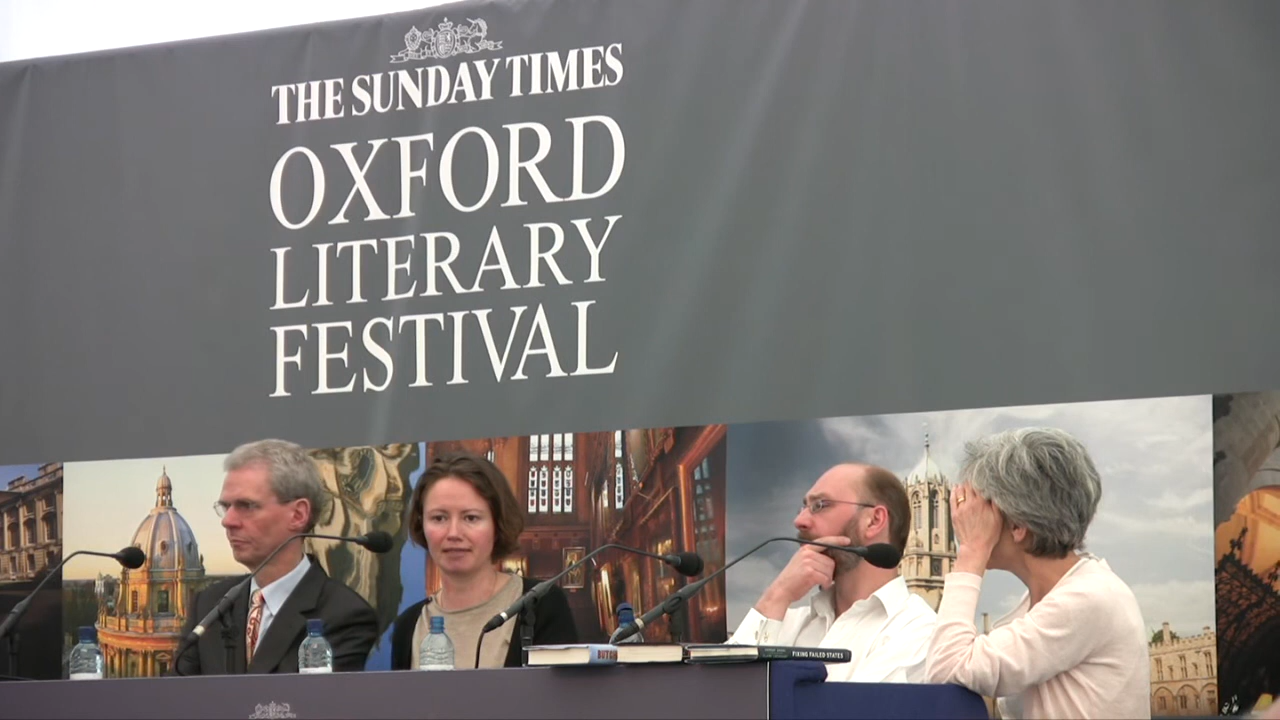 THE SUNDAY TIMES
OXFORD
LITERARY
FESTIVAL
FIXING FAILED STATES